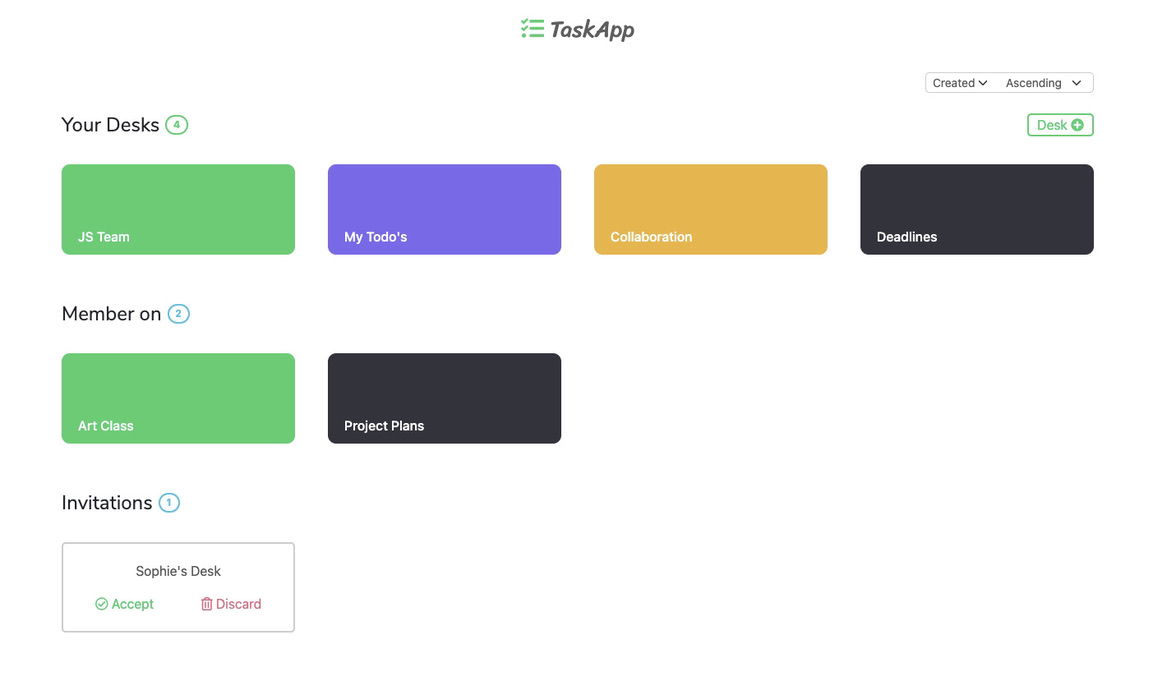 TaskApp
Created Ascending
Your Desks 4
Desk
JS Team
My Todo's
Collaboration
Deadlines
Member on 2
Art Class
Project Plans
Invitations 1
Sophie's Desk
Accept Discard